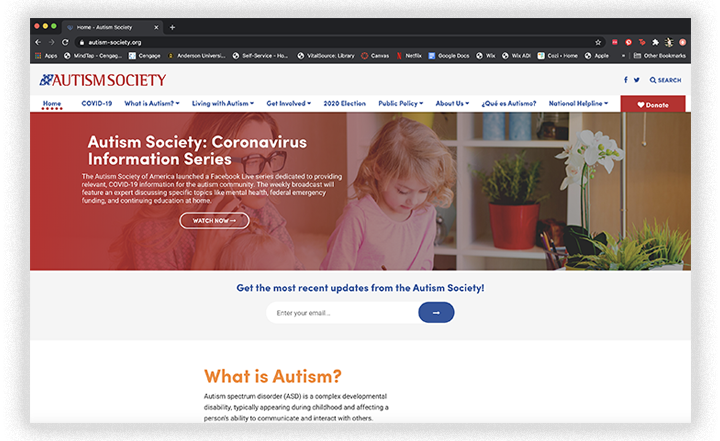 Home - Autism Society
autism-society.org
Apps MindTap - Cengag... Cengage Anderson Universi... Self-Service - Ho... VitalSource: Library Canvas Netflix Google Docs Wix Wix ADI Cozi - Home Apple » Other Bookmarks
AUTISM SOCIETY
SEARCH
Home COVID-19 What is Autism? Living with Autism Get Involved 2020 Election Public Policy About Us ¿Qué es Autismo? National Helpline Donate
Autism Society: Coronavirus
Information Series
The Autism Society of America launched a Facebook Live series dedicated to providing
relevant, COVID-19 information for the autism community. The weekly broadcast will
feature an expert discussing specific topics like mental health, federal emergency
funding, and continuing education at home.
WATCH NOW
Get the most recent updates from the Autism Society!
Enter your email ...
What is Autism?
Autism spectrum disorder (ASD) is a complex developmental
disability, typically appearing during childhood and affecting a
person's ability to communicate and interact with others.